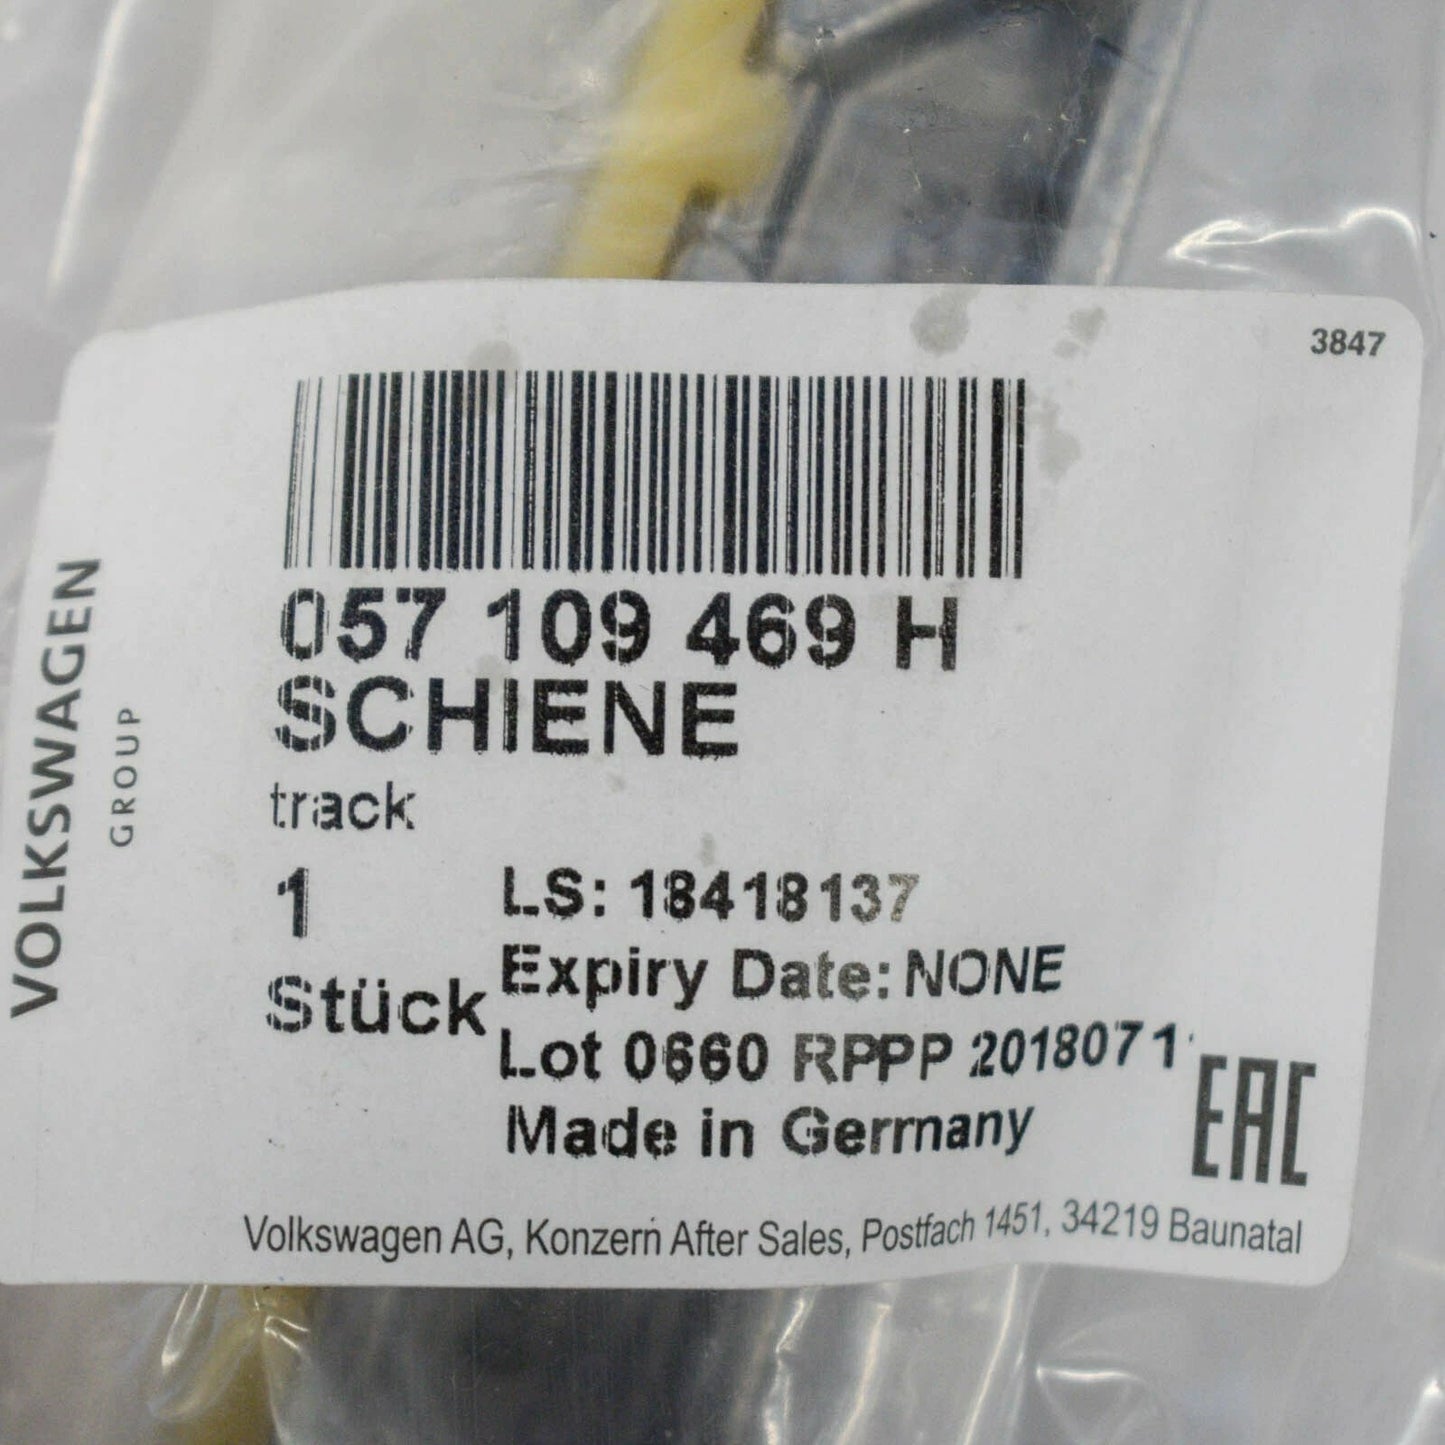 3847
057 109 469 H
SCHIENE
track
1
Stück
LS: 18418137
Expiry Date: NONE
Lot 0660 RPPP 2018071
Made in Germany
EAC
Volkswagen AG, Konzern After Sales, Postfach 1451, 34219 Baunatal
VOLKSWAGEN
GROUP